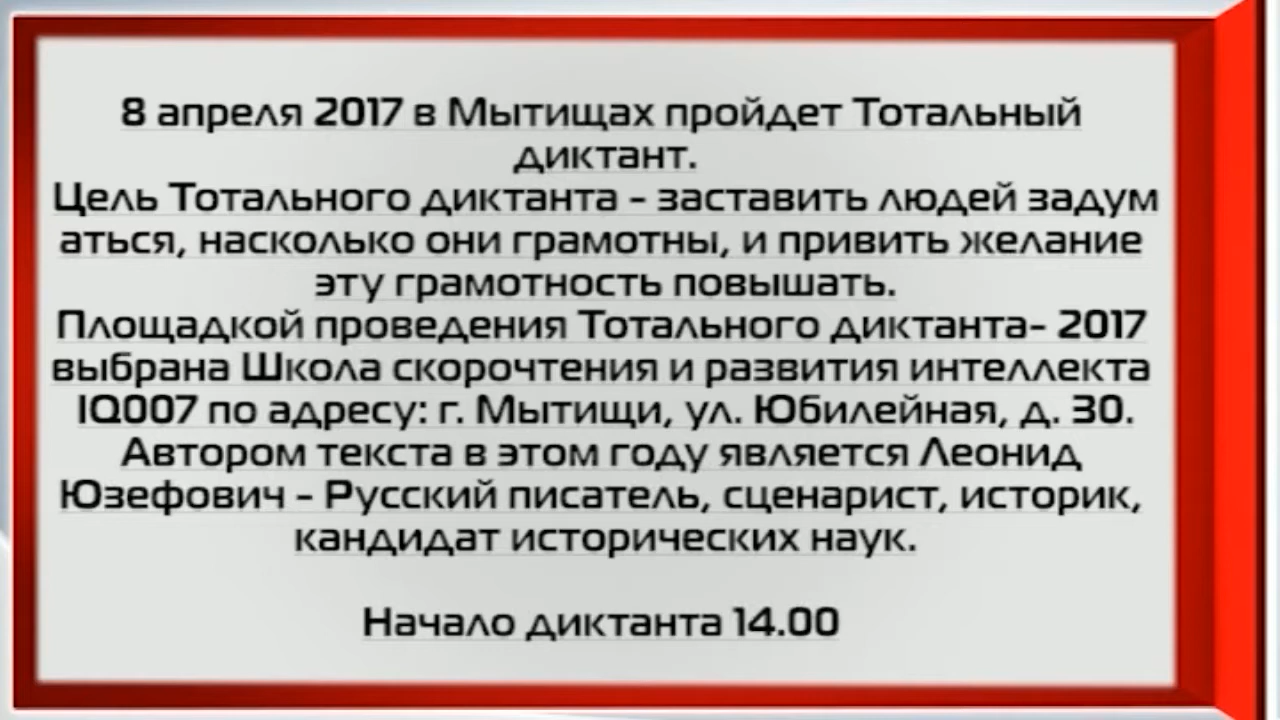 8 апреля 2017 в Мытищах пройдет Тотальный
диктант.
Цель Тотального диктанта - заставить людей задум
аться, насколько они грамотны, и привить желание
эту грамотность повышать.
Площадкой проведения Тотального диктанта- 2017
выбрана Школа скорочтения и развития интеллекта
IQ007 по адресу: г. Мытищи, ул. Юбилейная, д. 30.
Автором текста в этом году является Леонид
Юзефович - Русский писатель, сценарист, историк,
кандидат исторических наук.
Начало диктанта 14.00